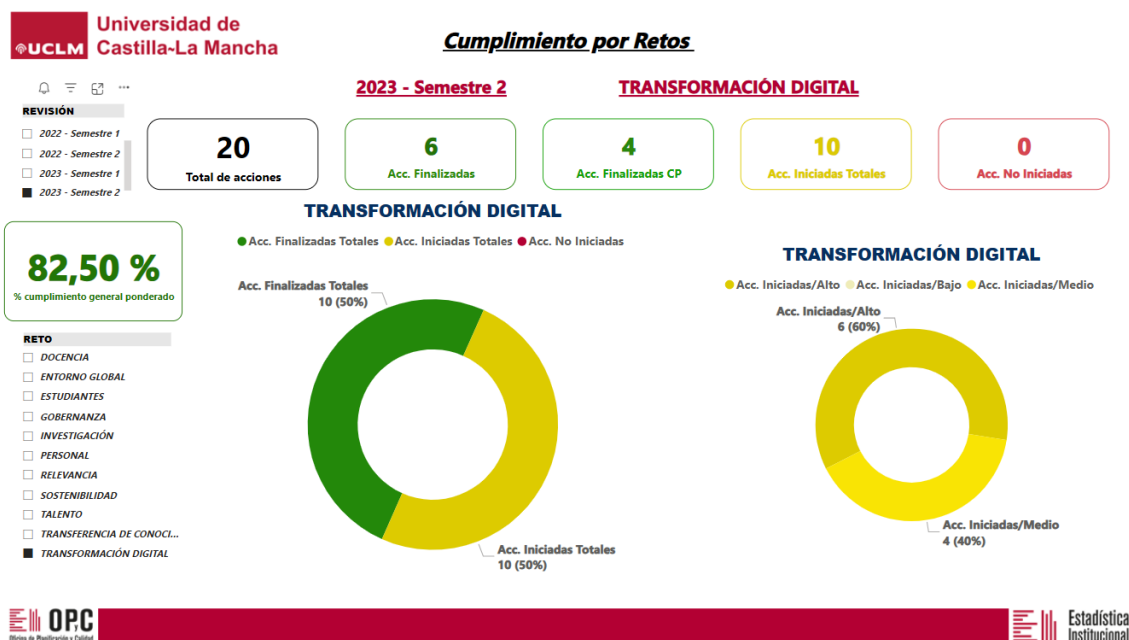 Universidad de
Castilla~La Mancha
UCLM
Cumplimiento por Retos
2023 - Semestre 2
TRANSFORMACIÓN DIGITAL
REVISIÓN
2022 - Semestre 1
2022 - Semestre 2
2023 - Semestre 1
2023 - Semestre 2
20
Total de acciones
6
Acc. Finalizadas
4
Acc. Finalizadas CP
10
Acc. Iniciadas Totales
0
Acc. No Iniciadas
82,50 %
% cumplimiento general ponderado
TRANSFORMACIÓN DIGITAL
Acc. Finalizadas Totales Acc. Iniciadas Totales Acc. No Iniciadas
Acc. Finalizadas Totales
10 (50%)
Acc. Iniciadas Totales
10 (50%)
TRANSFORMACIÓN DIGITAL
Acc. Iniciadas/Alto Acc. Iniciadas/Bajo Acc. Iniciadas/Medio
Acc. Iniciadas/Alto
6 (60%)
Acc. Iniciadas/Medio
4 (40%)
RETO
DOCENCIA
ENTORNO GLOBAL
ESTUDIANTES
GOBERNANZA
INVESTIGACIÓN
PERSONAL
RELEVANCIA
SOSTENIBILIDAD
TALENTO
TRANSFERENCIA DE CONOCI...
TRANSFORMACIÓN DIGITAL
OPyC
Oficina de Planificación y Calidad
Estadística
Institucional